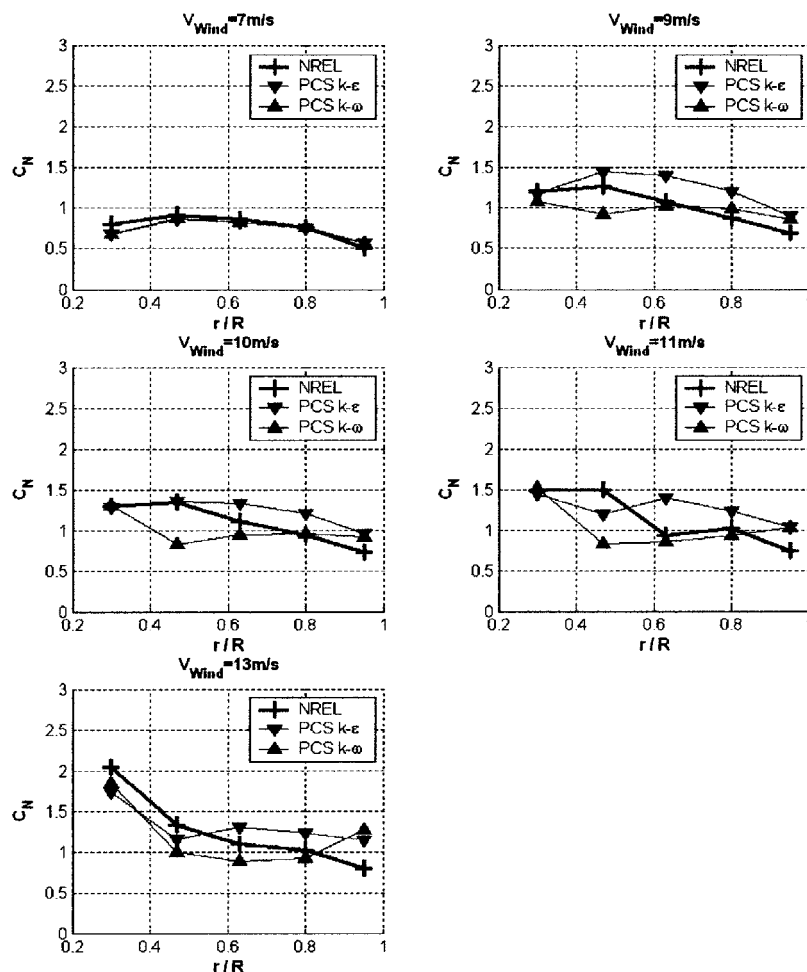 V_Wind=7m/s
3
2.5
2
1.5
1
0.5
0
C_N
NREL
PCS k-ε
PCS k-ω
0.2 0.4 0.6 0.8 1
r / R
V_Wind=9m/s
3
2.5
2
1.5
1
0.5
0
C_N
NREL
PCS k-ε
PCS k-ω
0.2 0.4 0.6 0.8 1
r / R
V_Wind=10m/s
3
2.5
2
1.5
1
0.5
0
C_N
NREL
PCS k-ε
PCS k-ω
0.2 0.4 0.6 0.8 1
r / R
V_Wind=11m/s
3
2.5
2
1.5
1
0.5
0
C_N
NREL
PCS k-ε
PCS k-ω
0.2 0.4 0.6 0.8 1
r / R
V_Wind=13m/s
3
2.5
2
1.5
1
0.5
0
C_N
NREL
PCS k-ε
PCS k-ω
0.2 0.4 0.6 0.8 1
r / R